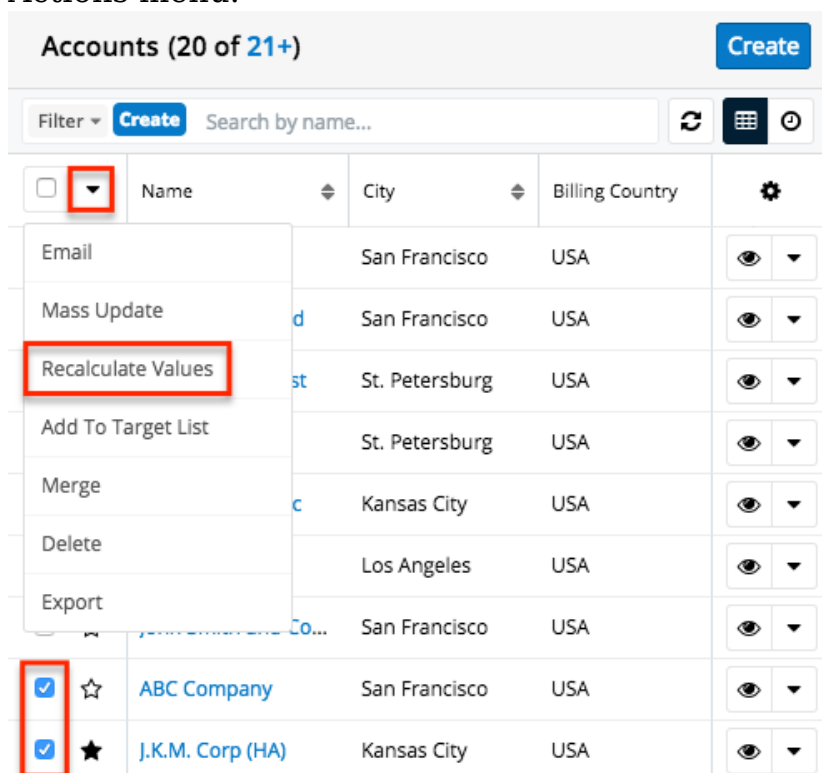 Accounts (20 of 21+) Create
Filter Create Search by name...
Name City Billing Country
Email San Francisco USA
Mass Update d San Francisco USA
Recalculate Values st St. Petersburg USA
Add To Target List St. Petersburg USA
Merge c Kansas City USA
Delete Los Angeles USA
Export Co... San Francisco USA
ABC Company San Francisco USA
J.K.M. Corp (HA) Kansas City USA